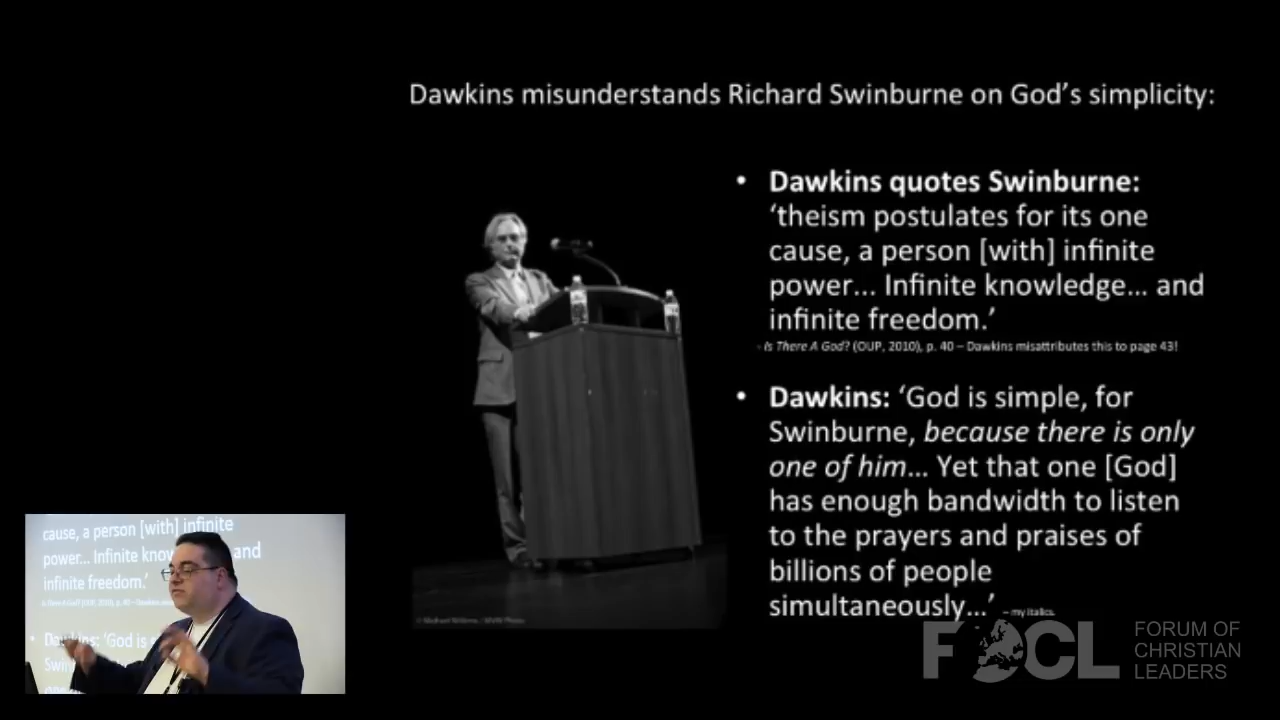 Dawkins misunderstands Richard Swinburne on God’s simplicity:
• Dawkins quotes Swinburne:
‘theism postulates for its one
cause, a person [with] infinite
power... Infinite knowledge... and
infinite freedom.’
- Is There A God? (OUP, 2010), p. 40 – Dawkins misattributes this to page 43!
• Dawkins: ‘God is simple, for
Swinburne, because there is only
one of him... Yet that one [God]
has enough bandwidth to listen
to the prayers and praises of
billions of people
simultaneously...’ – my italics.
cause, a person [with] infinite
power... Infinite and
infinite freedom.’
FOCL
FORUM OF
CHRISTIAN
LEADERS